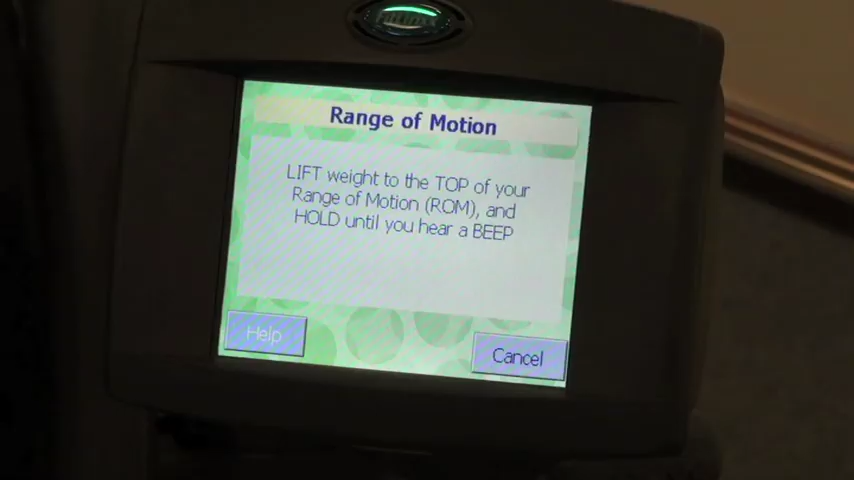 Range of Motion
LIFT weight to the TOP of your
Range of Motion (ROM), and
HOLD until you hear a BEEP
Help
Cancel